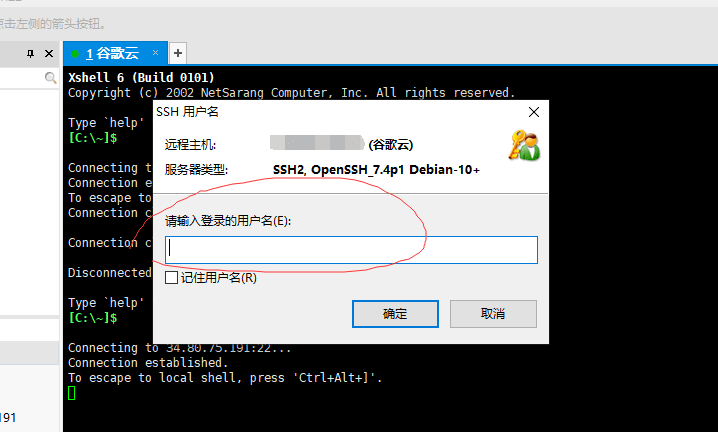 点击左侧的箭头按钮。
1 谷歌云
Xshell 6 (Build 0101)
Copyright (c) 2002 NetSarang Computer, Inc. All rights reserved.
Type `help'
[C:\~]$
Connecting t
Connection e
To escape to
Connection c
Connection c
Disconnected
Type `help'
[C:\~]$
Connecting to 34.80.75.191:22...
Connection established.
To escape to local shell, press 'Ctrl+Alt+]'.
SSH 用户名
远程主机: (谷歌云)
服务器类型: SSH2, OpenSSH_7.4p1 Debian-10+
请输入登录的用户名(E):
记住用户名(R)
确定 取消
191